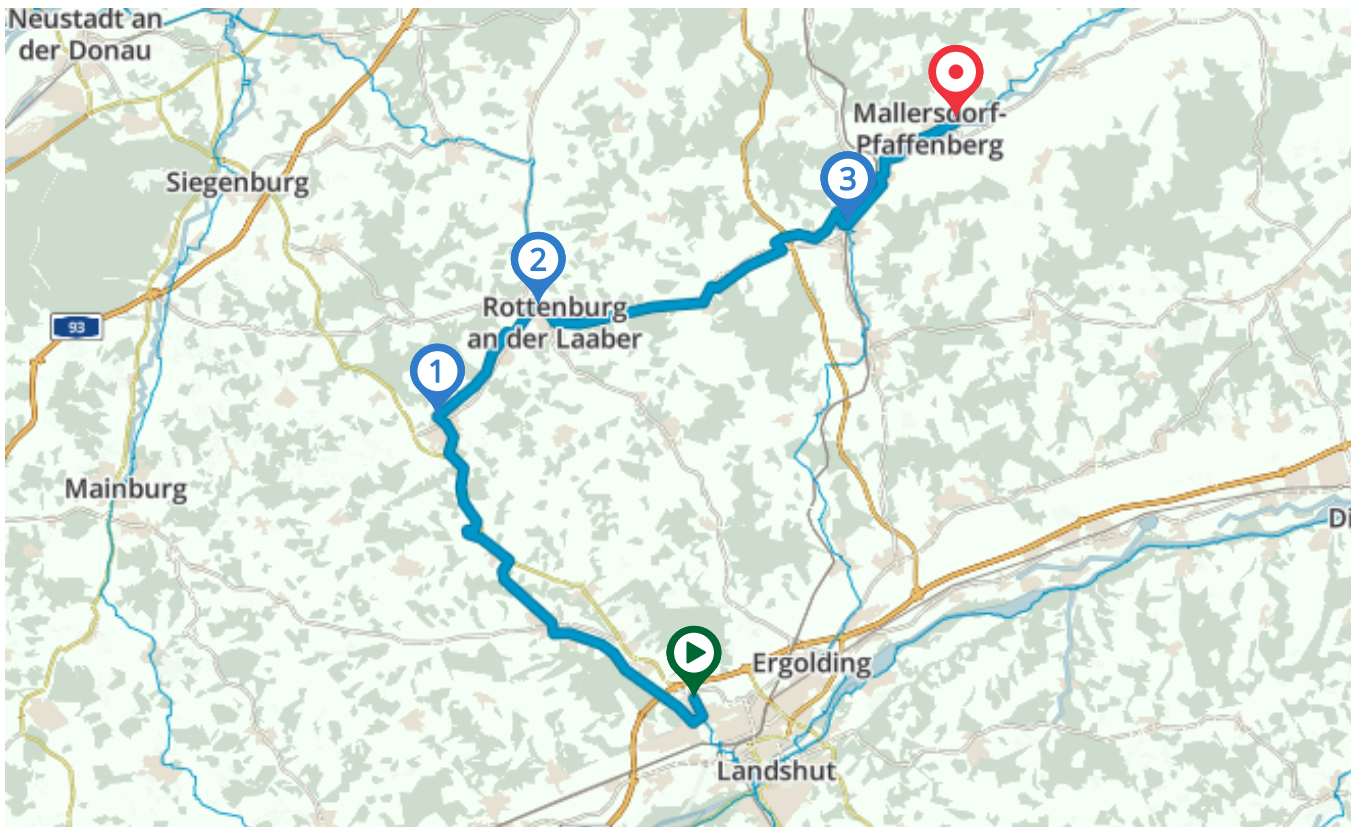 Neustadt an
der Donau
Mallersdorf-
Pfaffenberg
3
Siegenburg
2
Rottenburg
an der Laaber
93
1
Mainburg
Di
Ergolding
Landshut